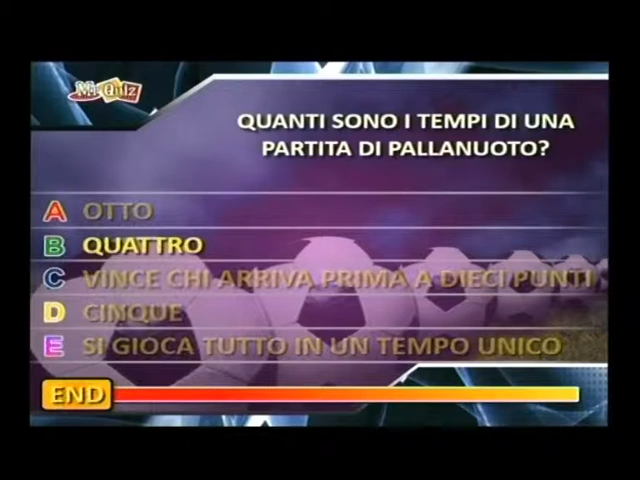 Mr Quiz
QUANTI SONO I TEMPI DI UNA
PARTITA DI PALLANUOTO?
A OTTO
B QUATTRO
C VINCE CHI ARRIVA PRIMA A DIECI PUNTI
D CINQUE
E SI GIOCA TUTTO IN UN TEMPO UNICO
END